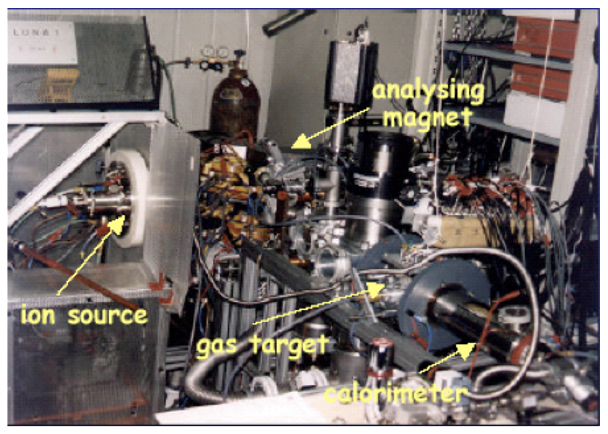 LUNA 1
analysing
magnet
ion source
gas target
calorimeter